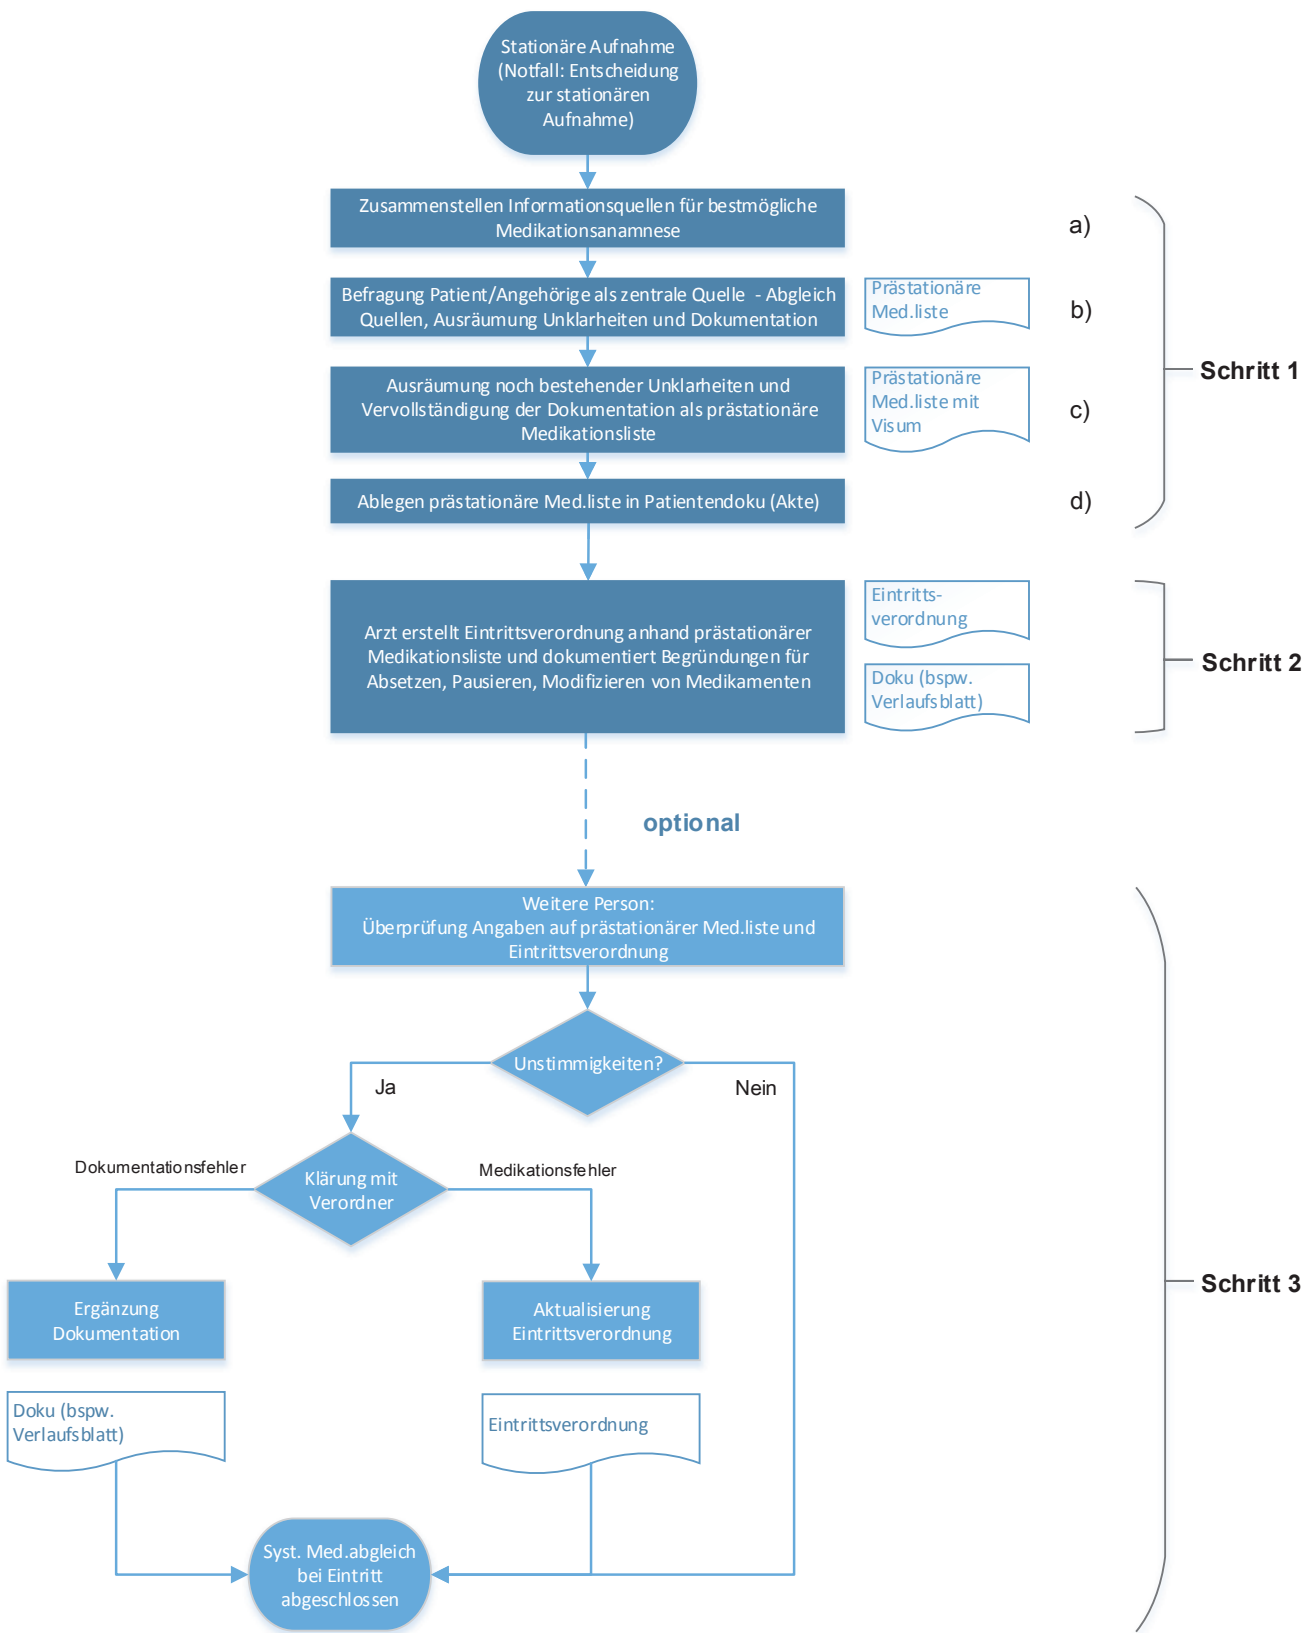 Stationäre Aufnahme
(Notfall: Entscheidung
zur stationären
Aufnahme)
Zusammenstellen Informationsquellen für bestmögliche
Medikationsanamnese
a)
Befragung Patient/Angehörige als zentrale Quelle - Abgleich
Quellen, Ausräumung Unklarheiten und Dokumentation
Prästationäre
Med.liste
b)
Schritt 1
Ausräumung noch bestehender Unklarheiten und
Vervollständigung der Dokumentation als prästationäre
Medikationsliste
Prästationäre
Med.liste mit
Visum
c)
Ablegen prästationäre Med.liste in Patientendoku (Akte)
d)
Arzt erstellt Eintrittsverordnung anhand prästationärer
Medikationsliste und dokumentiert Begründungen für
Absetzen, Pausieren, Modifizieren von Medikamenten
Eintritts-
verordnung
Doku (bspw.
Verlaufsblatt)
Schritt 2
optional
Weitere Person:
Überprüfung Angaben auf prästationärer Med.liste und
Eintrittsverordnung
Unstimmigkeiten?
Ja
Nein
Dokumentationsfehler
Klärung mit
Verordner
Medikationsfehler
Schritt 3
Ergänzung
Dokumentation
Aktualisierung
Eintrittsverordnung
Doku (bspw.
Verlaufsblatt)
Eintrittsverordnung
Syst. Med.abgleich
bei Eintritt
abgeschlossen